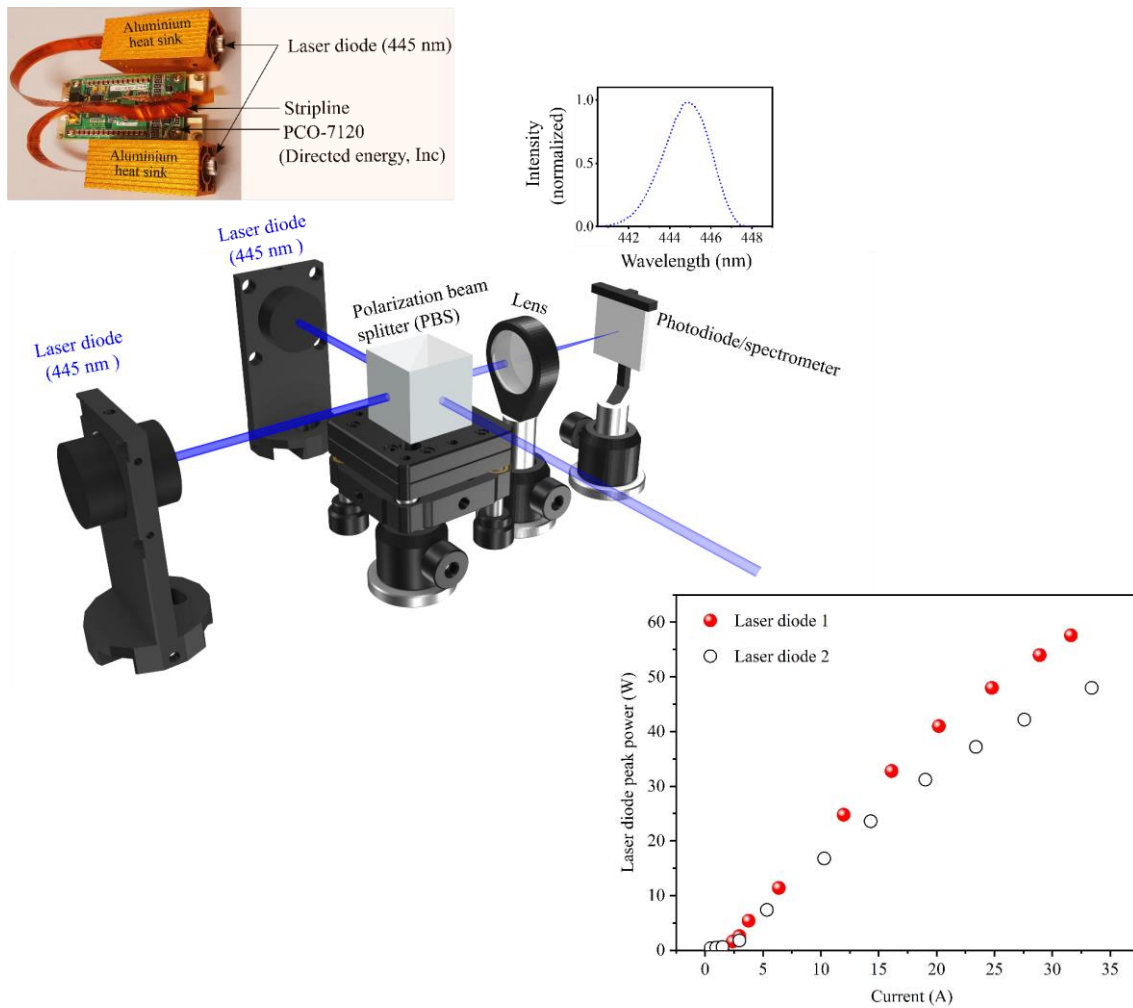 Aluminium
heat sink
Laser diode (445 nm)
Stripline
PCO-7120
(Directed energy, Inc)
Aluminium
heat sink
Intensity
(normalized)
1.0
0.5
0.0
442 444 446 448
Wavelength (nm)
Laser diode
(445 nm )
Polarization beam
splitter (PBS)
Lens
Photodiode/spectrometer
Laser diode
(445 nm )
Laser diode 1
Laser diode 2
Laser diode peak power (W)
60
50
40
30
20
10
0
0 5 10 15 20 25 30 35
Current (A)